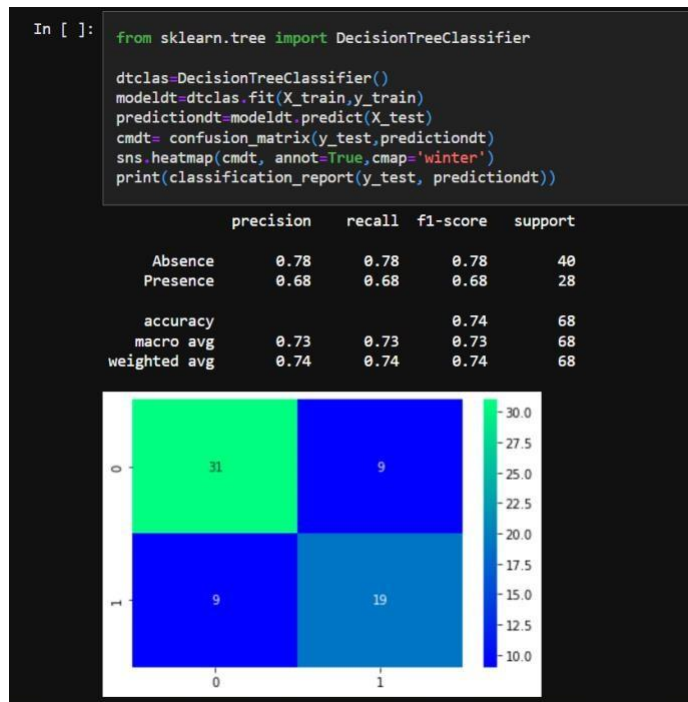 In [ ]:
from sklearn.tree import DecisionTreeClassifier
dtclas=DecisionTreeClassifier()
modeldt=dtclas.fit(X_train,y_train)
predictiondt=modeldt.predict(X_test)
cmdt= confusion_matrix(y_test,predictiondt)
sns.heatmap(cmdt, annot=True,cmap='winter')
print(classification_report(y_test, predictiondt))
precision recall f1-score support
Absence 0.78 0.78 0.78 40
Presence 0.68 0.68 0.68 28
accuracy 0.74 68
macro avg 0.73 0.73 0.73 68
weighted avg 0.74 0.74 0.74 68
30.0
27.5
0 31 9
25.0
22.5
20.0
17.5
15.0
1 9 19
12.5
10.0
0 1